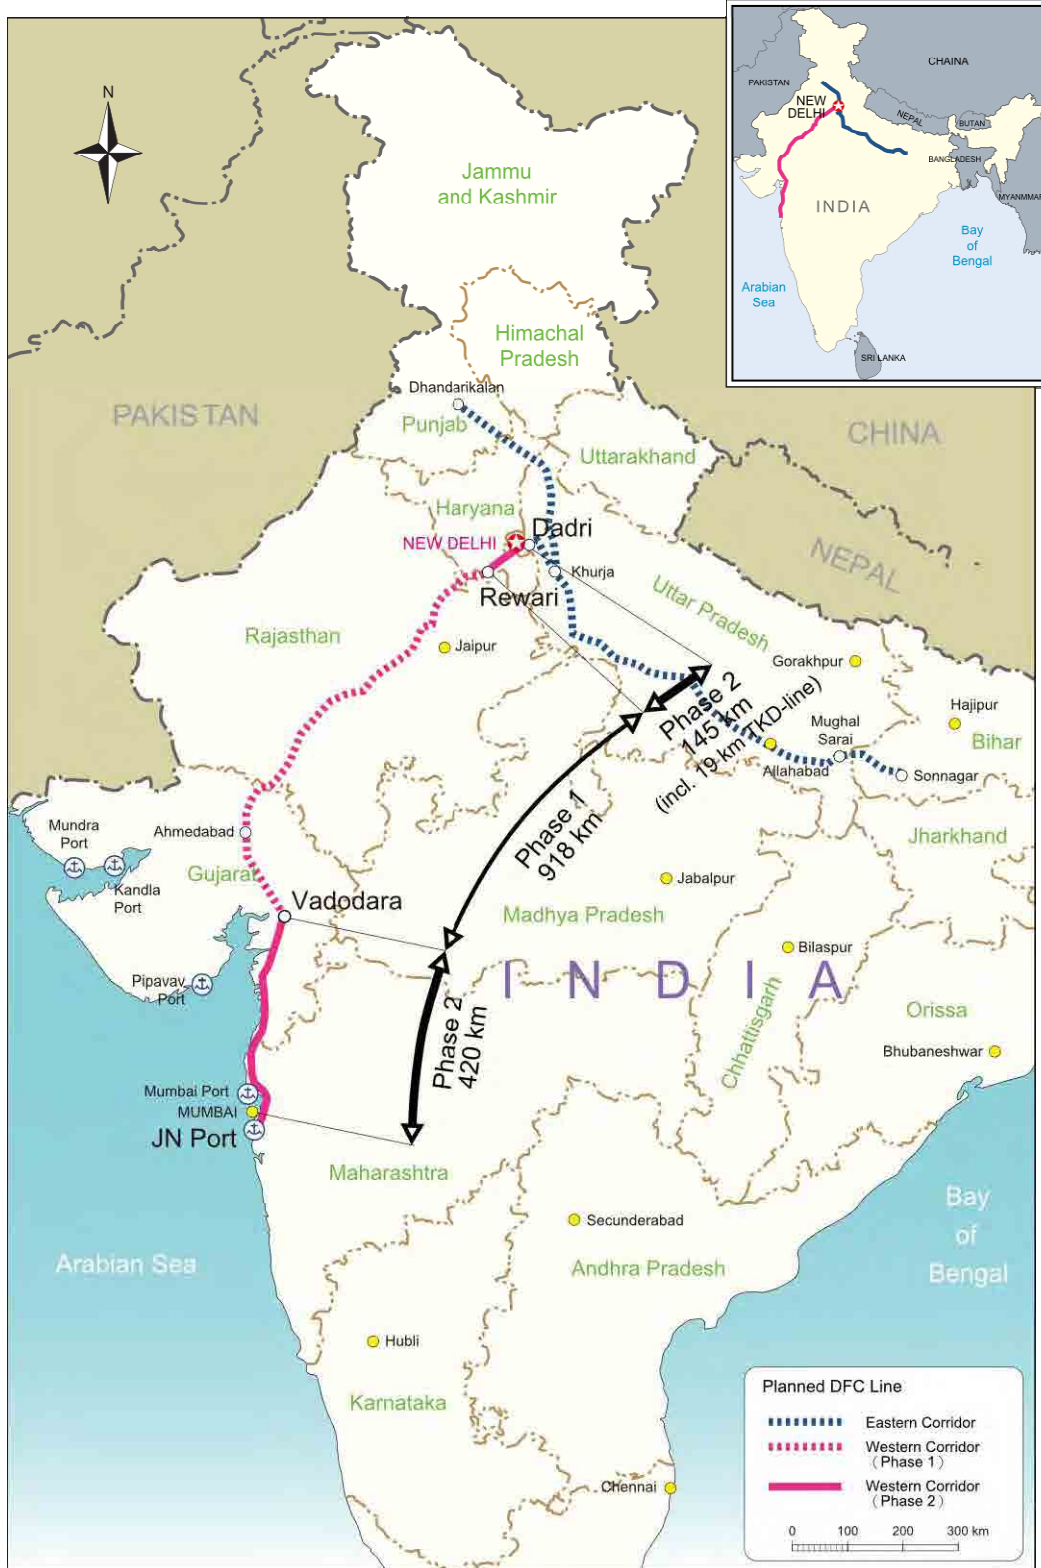 N
CHAINA
PAKISTAN
NEW
DELHI
NEPAL
BUTAN
BANGLADESH
MYANMMAR
INDIA
Bay
of
Bengal
Arabian
Sea
SRI LANKA
Jammu
and Kashmir
Himachal
Pradesh
Dhandarikalan
PAKISTAN
Punjab
CHINA
Uttarakhand
Haryana
Dadri
NEW DELHI
NEPAL
Khurja
Rewari
Uttar Pradesh
Rajasthan
Jaipur
Gorakhpur
Phase 2
145 km
(incl. 19 km TKD-line)
Hajipur
Mughal
Sarai
Bihar
Allahabad
Sonnagar
Phase 1
918 km
Mundra
Port
Ahmedabad
Jharkhand
Gujarat
Kandla
Port
Jabalpur
Vadodara
Madhya Pradesh
Bilaspur
INDIA
Pipavav
Port
Chhattisgarh
Orissa
Phase 2
420 km
Bhubaneshwar
Mumbai Port
MUMBAI
JN Port
Maharashtra
Bay
of
Bengal
Secunderabad
Arabian Sea
Andhra Pradesh
Hubli
Karnataka
Chennai
Planned DFC Line
Eastern Corridor
Western Corridor
(Phase 1)
Western Corridor
(Phase 2)
0 100 200 300 km